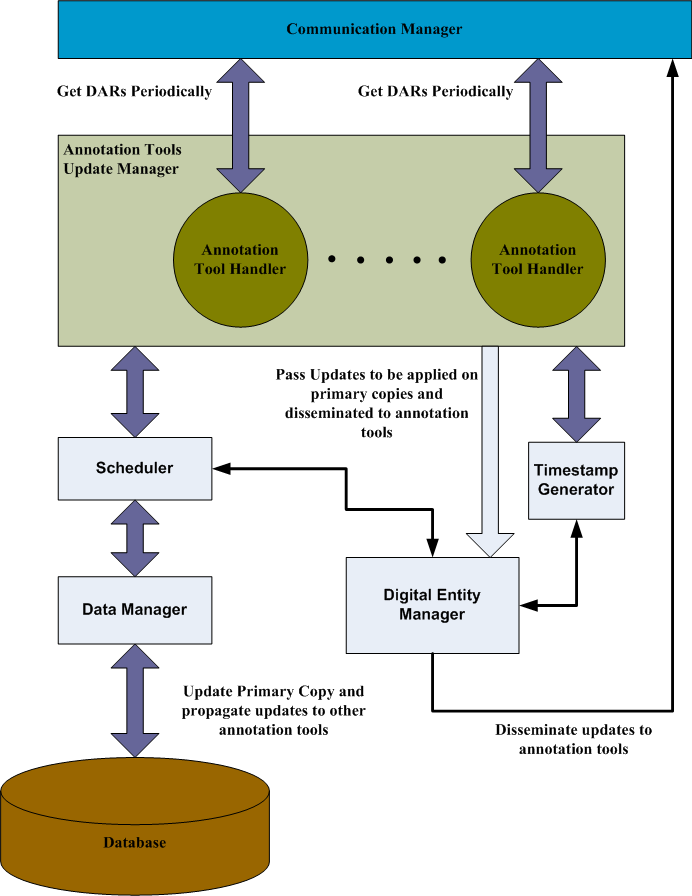 Communication Manager
Get DARs Periodically
Get DARs Periodically
Annotation Tools
Update Manager
Annotation
Tool Handler
Annotation
Tool Handler
Pass Updates to be applied on
primary copies and
disseminated to annotation
tools
Scheduler
Timestamp
Generator
Data Manager
Digital Entity
Manager
Update Primary Copy and
propagate updates to other
annotation tools
Disseminate updates to
annotation tools
Database